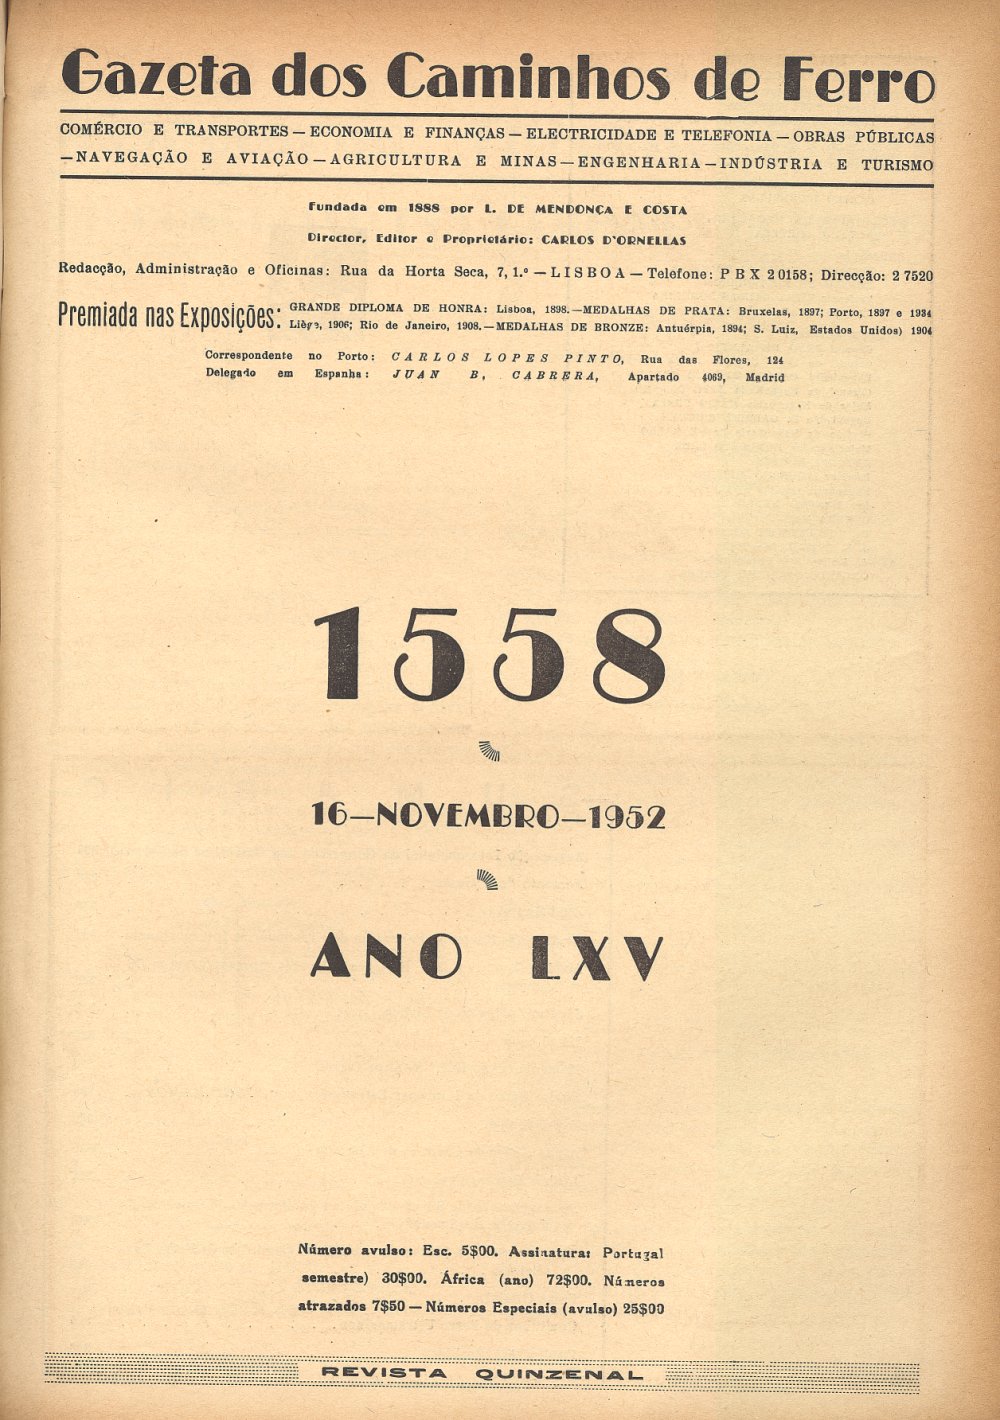 Gazeta dos Caminhos de Ferro
COMÉRCIO E TRANSPORTES — ECONOMIA E FINANÇAS — ELECTRICIDADE E TELEFONIA — OBRAS PÚBLICAS
— NAVEGAÇÃO E AVIAÇÃO — AGRICULTURA E MINAS — ENGENHARIA — INDÚSTRIA E TURISMO
Fundada em 1888 por L. DE MENDONÇA E COSTA
Director, Editor e Proprietário: CARLOS D'ORNELLAS
Redacção, Administração e Oficinas: Rua da Horta Seca, 7, 1.º — LISBOA — Telefone: PBX 20158; Direcção: 2 7520
Premiada nas Exposições:
GRANDE DIPLOMA DE HONRA: Lisboa, 1898. — MEDALHAS DE PRATA: Bruxelas, 1897; Porto, 1897 e 1934
Liège, 1906; Rio de Janeiro, 1908. — MEDALHAS DE BRONZE: Antuérpia, 1894; S. Luiz, Estados Unidos) 1904
Correspondente no Porto: CARLOS LOPES PINTO, Rua das Flores, 124
Delegado em Espanha: JUAN B, CABRERA, Apartado 4069, Madrid
1558
16—NOVEMBRO—1952
ANO LXV
Número avulso: Esc. 5$00. Assinatura: Portugal
semestre) 30$00. África (ano) 72$00. Números
atrazados 7$50 — Números Especiais (avulso) 25$00
REVISTA QUINZENAL